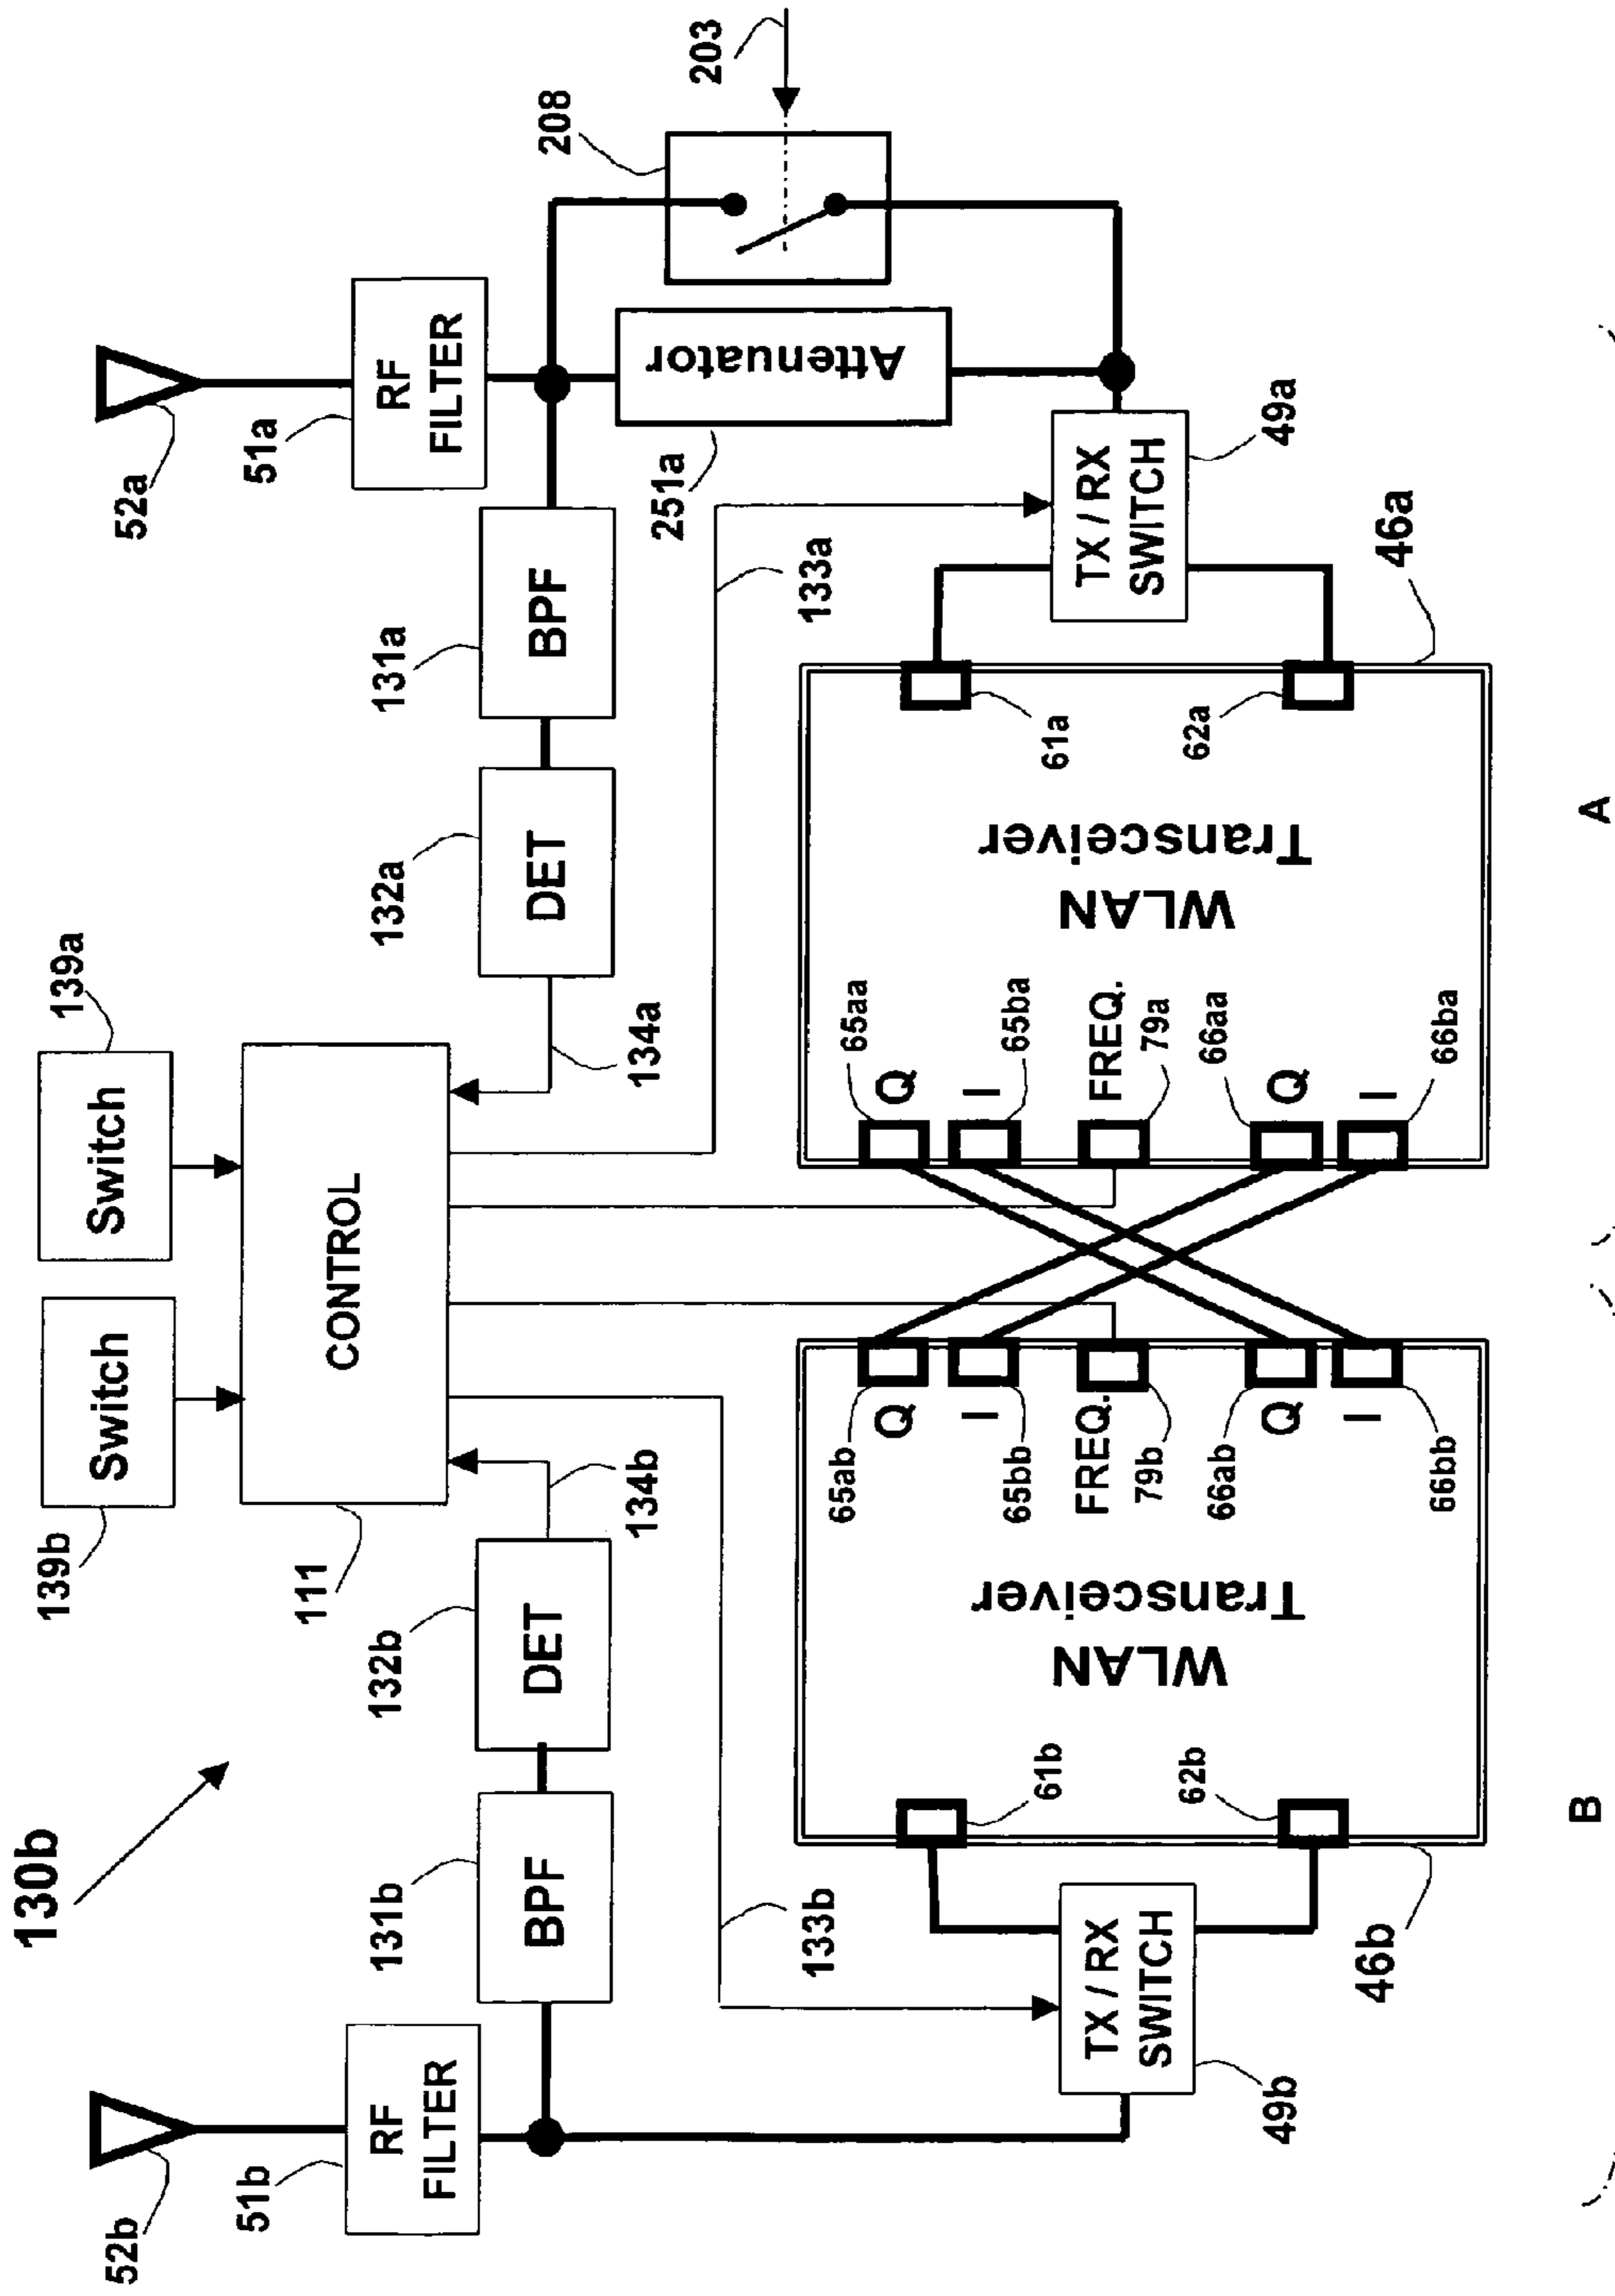 130b
139b
139a
Switch
Switch
52b
52a
51b
51a
RF
FILTER
RF
FILTER
111
CONTROL
208
203
131b
132b
132a
131a
BPF
DET
DET
BPF
134b
134a
251a
Attenuator
133b
133a
TX / RX
SWITCH
TX / RX
SWITCH
49b
49a
46b
46a
WLAN
Transceiver
WLAN
Transceiver
61b
62b
65ab
Q
65bb
I
FREQ.
79b
66ab
Q
66bb
I
65aa
Q
65ba
I
FREQ.
79a
66aa
Q
66ba
I
61a
62a
B
A